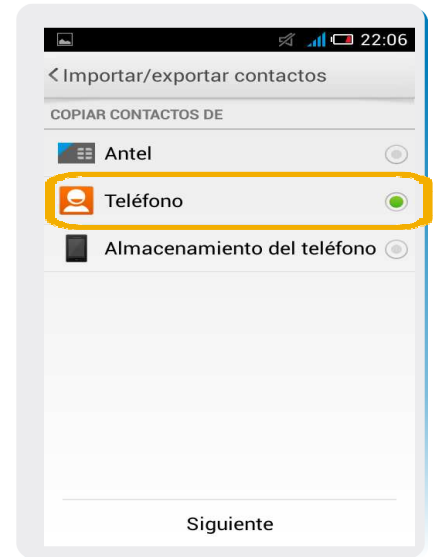 22:06
Importar/exportar contactos
COPIAR CONTACTOS DE
Antel
Teléfono
Almacenamiento del teléfono
Siguiente